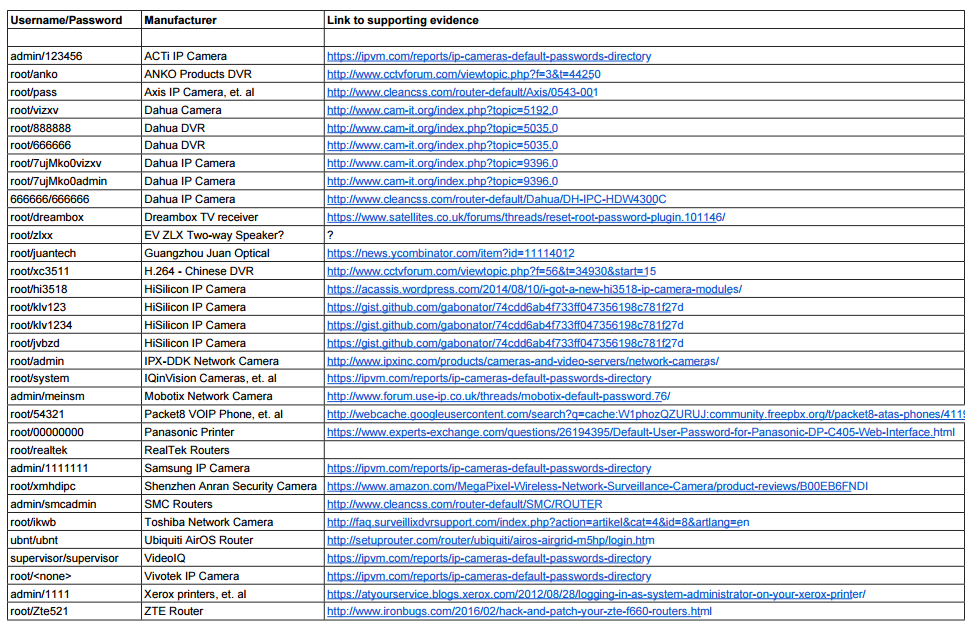 Username/Password Manufacturer Link to supporting evidence
admin/123456 ACTi IP Camera https://ipvm.com/reports/ip-cameras-default-passwords-directory
root/anko ANKO Products DVR http://www.cctvforum.com/viewtopic.php?f=3&t=44250
root/pass Axis IP Camera, et. al http://www.cleancss.com/router-default/Axis/0543-001
root/vizxv Dahua Camera http://www.cam-it.org/index.php?topic=5192.0
root/888888 Dahua DVR http://www.cam-it.org/index.php?topic=5035.0
root/666666 Dahua DVR http://www.cam-it.org/index.php?topic=5035.0
root/7ujMko0vizxv Dahua IP Camera http://www.cam-it.org/index.php?topic=9396.0
root/7ujMko0admin Dahua IP Camera http://www.cam-it.org/index.php?topic=9396.0
666666/666666 Dahua IP Camera http://www.cleancss.com/router-default/Dahua/DH-IPC-HDW4300C
root/dreambox Dreambox TV receiver https://www.satellites.co.uk/forums/threads/reset-root-password-plugin.101146/
root/zlxx EV ZLX Two-way Speaker? ?
root/juantech Guangzhou Juan Optical https://news.ycombinator.com/item?id=11114012
root/xc3511 H.264 - Chinese DVR http://www.cctvforum.com/viewtopic.php?f=56&t=34930&start=15
root/hi3518 HiSilicon IP Camera https://acassis.wordpress.com/2014/08/10/i-got-a-new-hi3518-ip-camera-modules/
root/klv123 HiSilicon IP Camera https://gist.github.com/gabonator/74cdd6ab4f733ff047356198c781f27d
root/klv1234 HiSilicon IP Camera https://gist.github.com/gabonator/74cdd6ab4f733ff047356198c781f27d
root/jvbzd HiSilicon IP Camera https://gist.github.com/gabonator/74cdd6ab4f733ff047356198c781f27d
root/admin IPX-DDK Network Camera http://www.ipxinc.com/products/cameras-and-video-servers/network-cameras/
root/system IQinVision Cameras, et. al https://ipvm.com/reports/ip-cameras-default-passwords-directory
admin/meinsm Mobotix Network Camera http://www.forum.use-ip.co.uk/threads/mobotix-default-password.76/
root/54321 Packet8 VOIP Phone, et. al http://webcache.googleusercontent.com/search?q=cache:W1phozQZURUJ:community.freepbx.org/t/packet8-atas-phones/411
root/00000000 Panasonic Printer https://www.experts-exchange.com/questions/26194395/Default-User-Password-for-Panasonic-DP-C405-Web-Interface.html
root/realtek RealTek Routers
admin/1111111 Samsung IP Camera https://ipvm.com/reports/ip-cameras-default-passwords-directory
root/xmhdipc Shenzhen Anran Security Camera https://www.amazon.com/MegaPixel-Wireless-Network-Surveillance-Camera/product-reviews/B00EB6FNDI
admin/smcadmin SMC Routers http://www.cleancss.com/router-default/SMC/ROUTER
root/ikwb Toshiba Network Camera http://faq.surveillixdvrsupport.com/index.php?action=artikel&cat=4&id=8&artlang=en
ubnt/ubnt Ubiquiti AirOS Router http://setuprouter.com/router/ubiquiti/airos-airgrid-m5hp/login.htm
supervisor/supervisor VideoIQ https://ipvm.com/reports/ip-cameras-default-passwords-directory
root/<none> Vivotek IP Camera https://ipvm.com/reports/ip-cameras-default-passwords-directory
admin/1111 Xerox printers, et. al https://atyourservice.blogs.xerox.com/2012/08/28/logging-in-as-system-administrator-on-your-xerox-printer/
root/Zte521 ZTE Router http://www.ironbugs.com/2016/02/hack-and-patch-your-zte-f660-routers.html